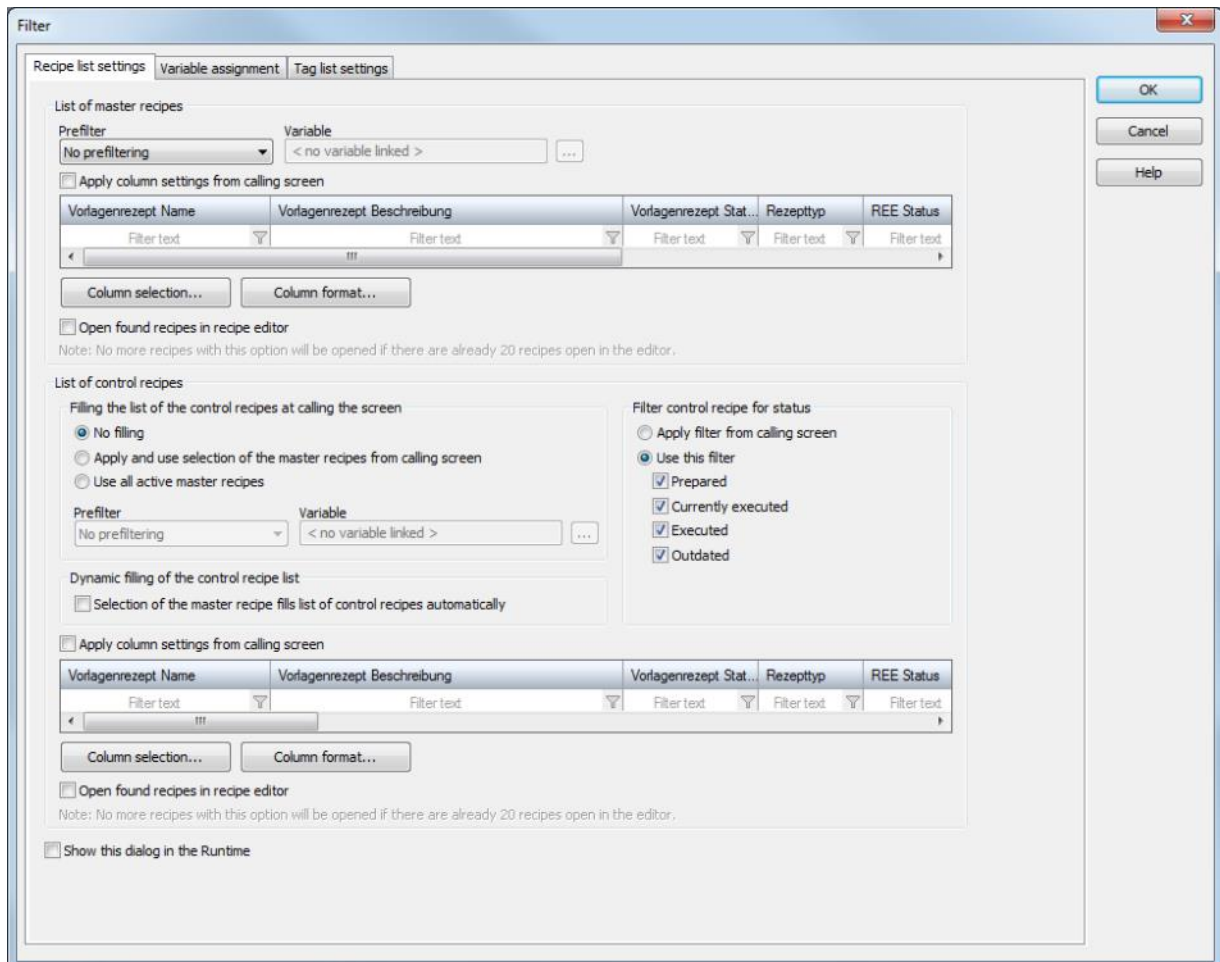 Filter
Recipe list settings Variable assignment Tag list settings
OK
Cancel
Help
List of master recipes
Prefilter Variable
No prefiltering < no variable linked > ...
Apply column settings from calling screen
Vorlagenrezept Name Vorlagenrezept Beschreibung Vorlagenrezept Stat... Rezepttyp REE Status
Filter text Filter text Filter text Filter text Filter text
Column selection... Column format...
Open found recipes in recipe editor
Note: No more recipes with this option will be opened if there are already 20 recipes open in the editor.
List of control recipes
Filling the list of the control recipes at calling the screen
No filling
Apply and use selection of the master recipes from calling screen
Use all active master recipes
Prefilter Variable
No prefiltering < no variable linked > ...
Filter control recipe for status
Apply filter from calling screen
Use this filter
Prepared
Currently executed
Executed
Outdated
Dynamic filling of the control recipe list
Selection of the master recipe fills list of control recipes automatically
Apply column settings from calling screen
Vorlagenrezept Name Vorlagenrezept Beschreibung Vorlagenrezept Stat... Rezepttyp REE Status
Filter text Filter text Filter text Filter text Filter text
Column selection... Column format...
Open found recipes in recipe editor
Note: No more recipes with this option will be opened if there are already 20 recipes open in the editor.
Show this dialog in the Runtime